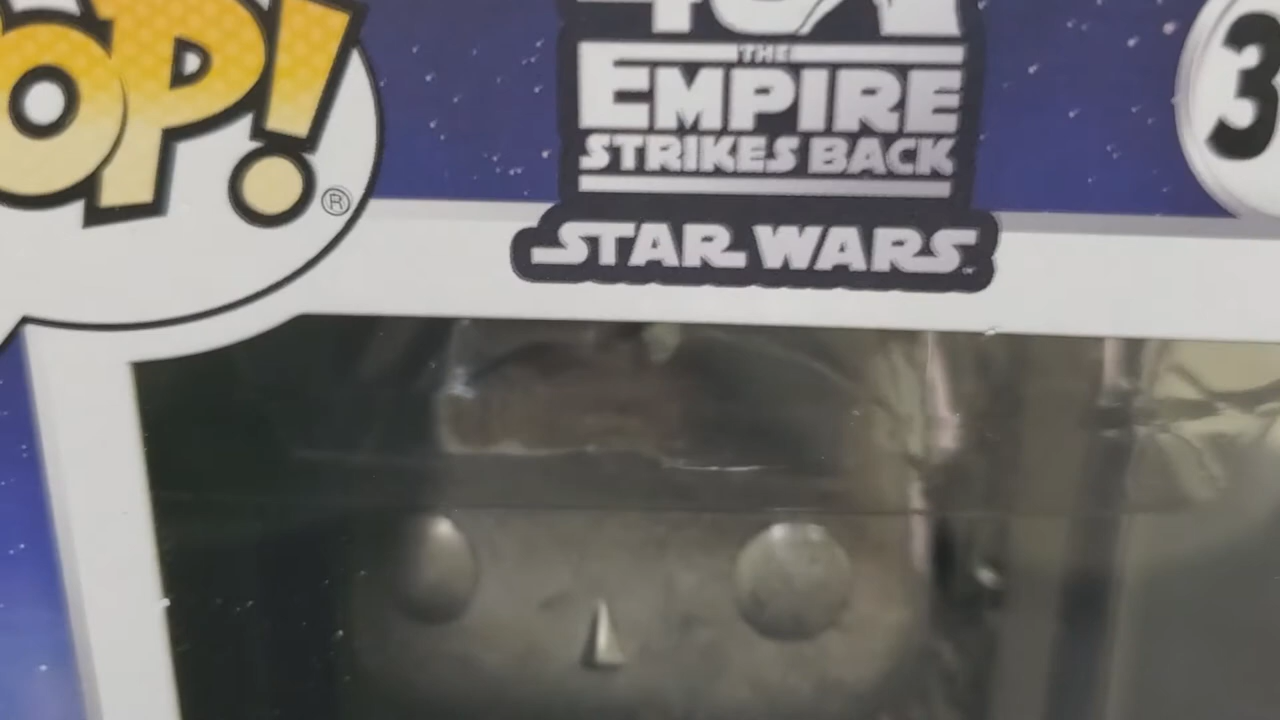 OP!
®
THE
EMPIRE
STRIKES BACK
STAR WARS
3